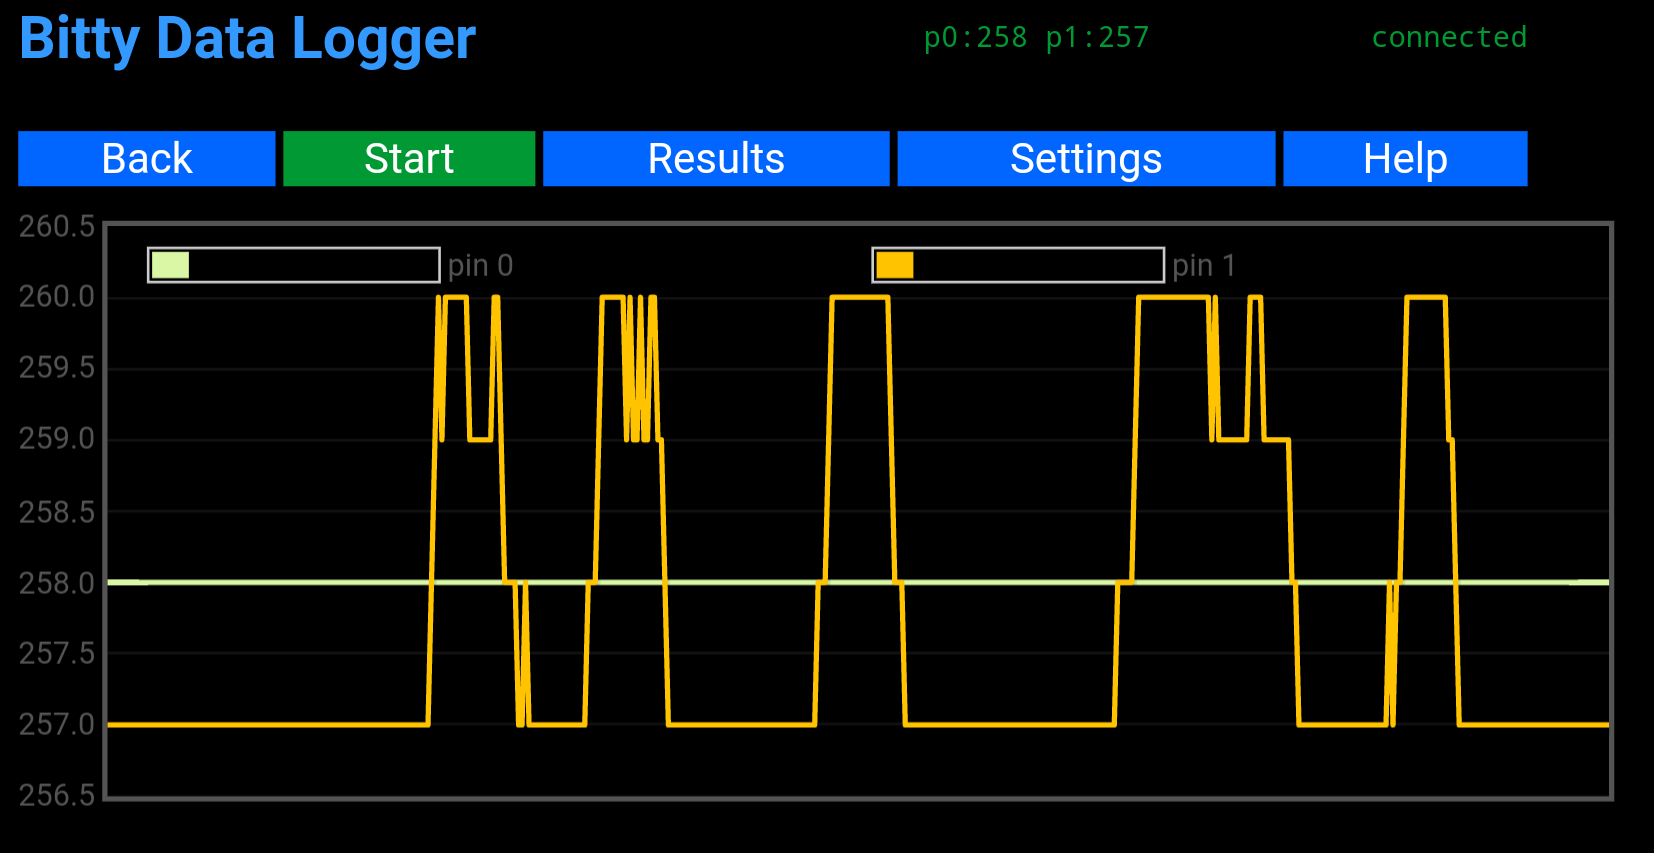 Bitty Data Logger
p0:258 p1:257
connected
Back
Start
Results
Settings
Help
260.5
pin 0
pin 1
260.0
259.5
259.0
258.5
258.0
257.5
257.0
256.5